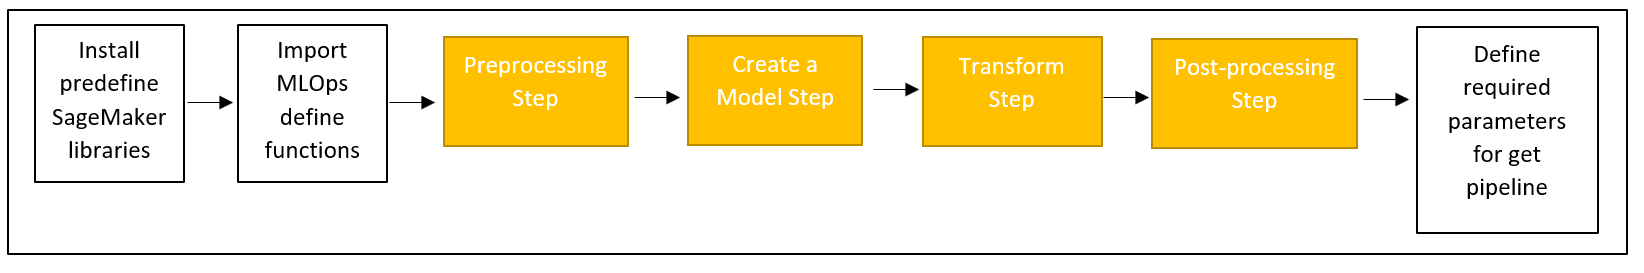 Install
predefine
SageMaker
libraries
Import
MLOps
define
functions
Preprocessing
Step
Create a
Model Step
Transform
Step
Post-processing
Step
Define
required
parameters
for get
pipeline